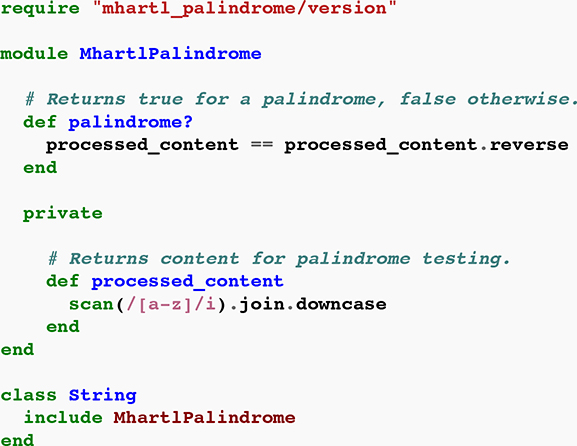 require "mhartl_palindrome/version"

module MhartlPalindrome

  # Returns true for a palindrome, false otherwise.
  def palindrome?
    processed_content == processed_content.reverse
  end

  private

    # Returns content for palindrome testing.
    def processed_content
      scan(/[a-z]/i).join.downcase
    end
end

class String
  include MhartlPalindrome
end